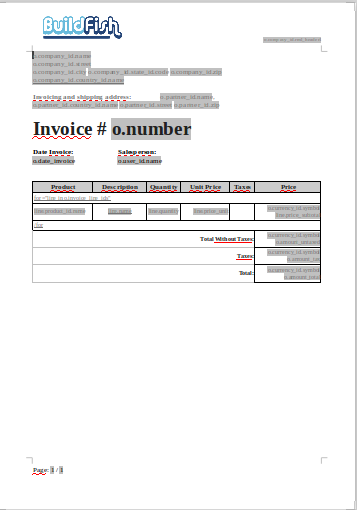 BuildFish
o.company_id.name
o.company_id.street
o.company_id.city o.company_id.state_id.code o.company_id.zip
o.company_id.country_id.name
Invoicing and shipping address: o.partner_id.name
o.partner_id.country_id.name o.partner_id.street o.partner_id.zip
Invoice # o.number
Date Invoice: Salesperson:
o.date_invoice o.user_id.name
Product Description Quantity Unit Price Taxes Price
for="line in o.invoice_line_ids"
line.product_id.name line.name line.quantity line.price_unit o.currency_id.symbol
line.price_subtotal
/for
Total Without Taxes: o.currency_id.symbol
o.amount_untaxed
Taxes: o.currency_id.symbol
o.amount_tax
Total: o.currency_id.symbol
o.amount_total
Page: 1 / 1